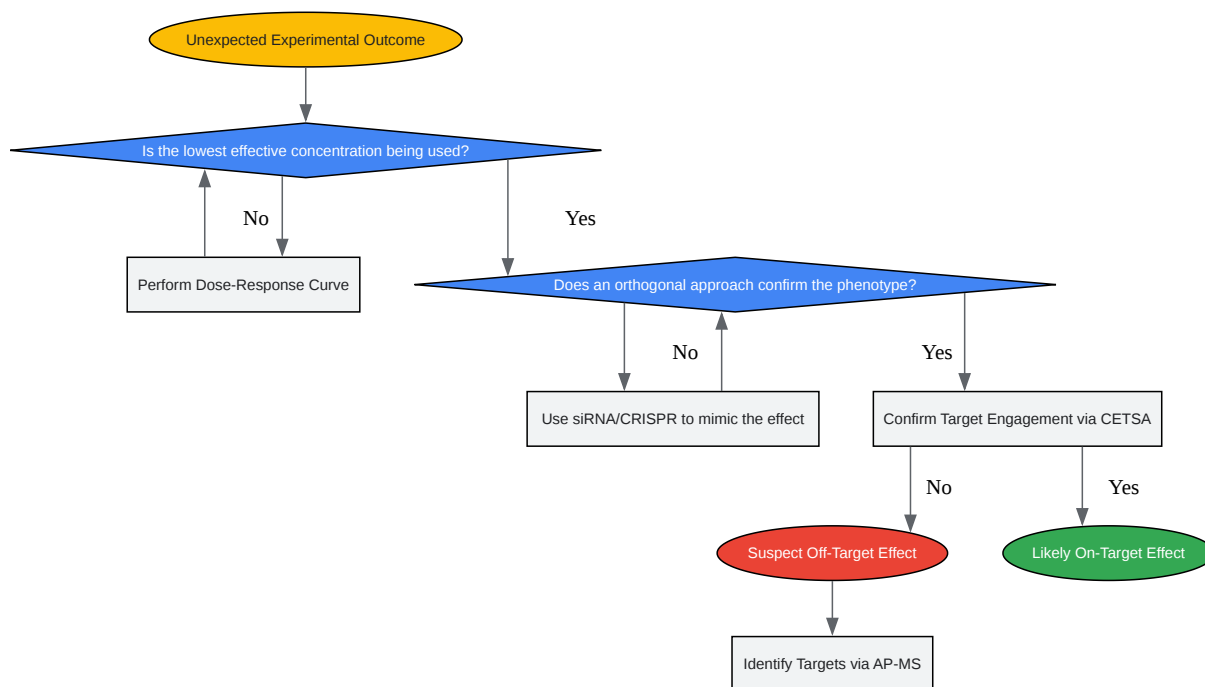 Unexpected Experimental Outcome
Is the lowest effective concentration being used?
No
Yes
Perform Dose-Response Curve
Does an orthogonal approach confirm the phenotype?
No
Yes
Use siRNA/CRISPR to mimic the effect
Confirm Target Engagement via CETSA
No
Yes
Suspect Off-Target Effect
Likely On-Target Effect
Identify Targets via AP-MS